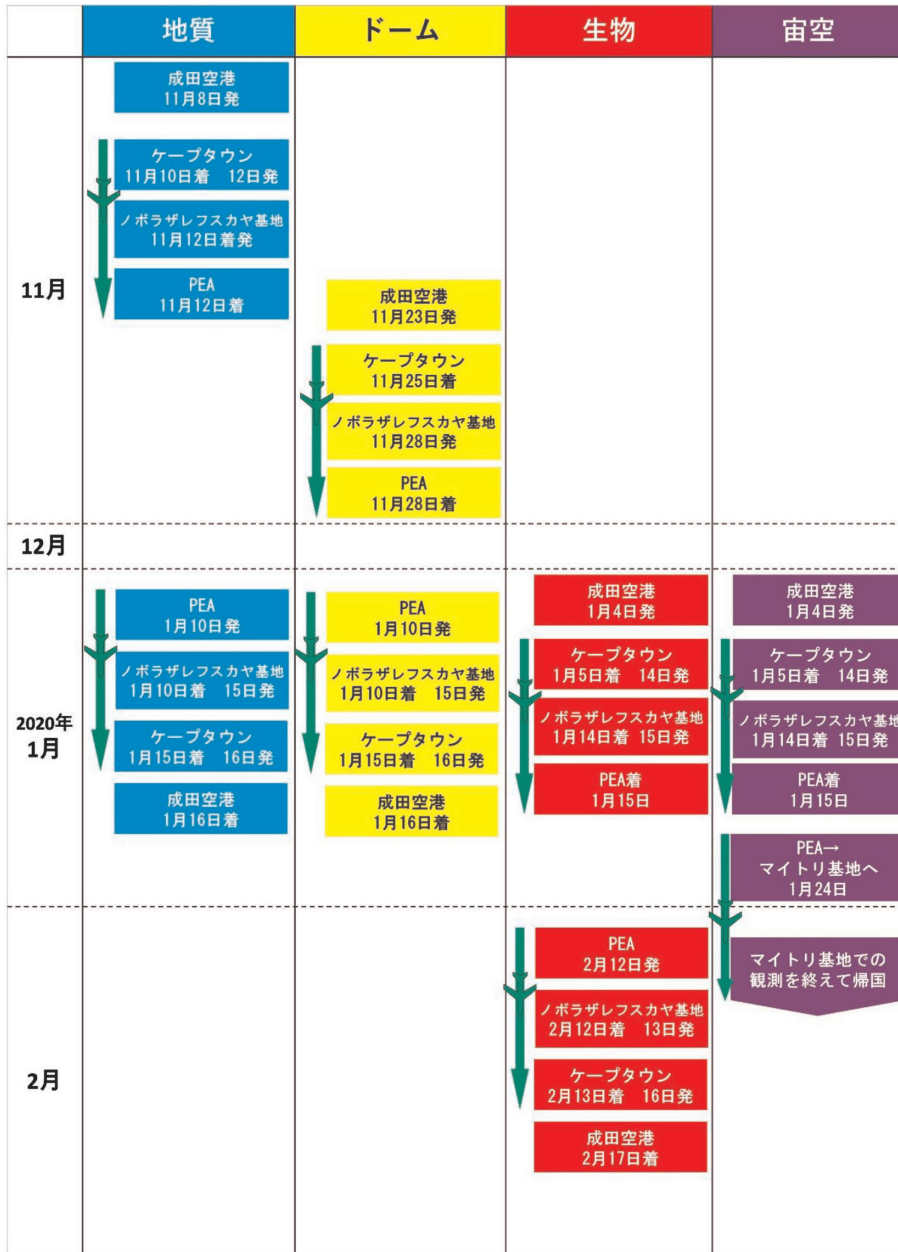 地質
ドーム
生物
宙空
11月
成田空港
11月8日発
ケープタウン
11月10日着　12日発
ノボラザレフスカヤ基地
11月12日着発
PEA
11月12日着
成田空港
11月23日発
ケープタウン
11月25日着
ノボラザレフスカヤ基地
11月28日発
PEA
11月28日着
12月
2020年
1月
PEA
1月10日発
ノボラザレフスカヤ基地
1月10日着　15日発
ケープタウン
1月15日着　16日発
成田空港
1月16日着
PEA
1月10日発
ノボラザレフスカヤ基地
1月10日着　15日発
ケープタウン
1月15日着　16日発
成田空港
1月16日着
成田空港
1月4日発
ケープタウン
1月5日着　14日発
ノボラザレフスカヤ基地
1月14日着 15日発
PEA着
1月15日
成田空港
1月4日発
ケープタウン
1月5日着　14日発
ノボラザレフスカヤ基地
1月14日着 15日発
PEA着
1月15日
PEA→
マイトリ基地へ
1月24日
2月
PEA
2月12日発
ノボラザレフスカヤ基地
2月12日着　13日発
ケープタウン
2月13日着　16日発
成田空港
2月17日着
マイトリ基地での
観測を終えて帰国